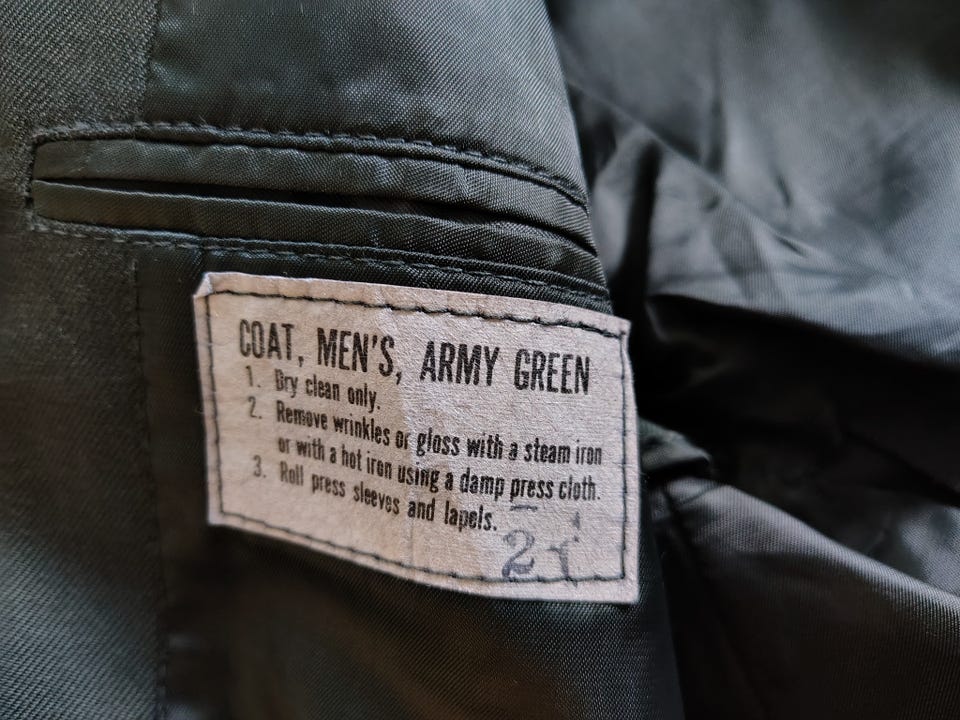 COAT, MEN'S, ARMY GREEN
1. Dry clean only.
2. Remove wrinkles or gloss with a steam iron
or with a hot iron using a damp press cloth.
3. Roll press sleeves and lapels.
2